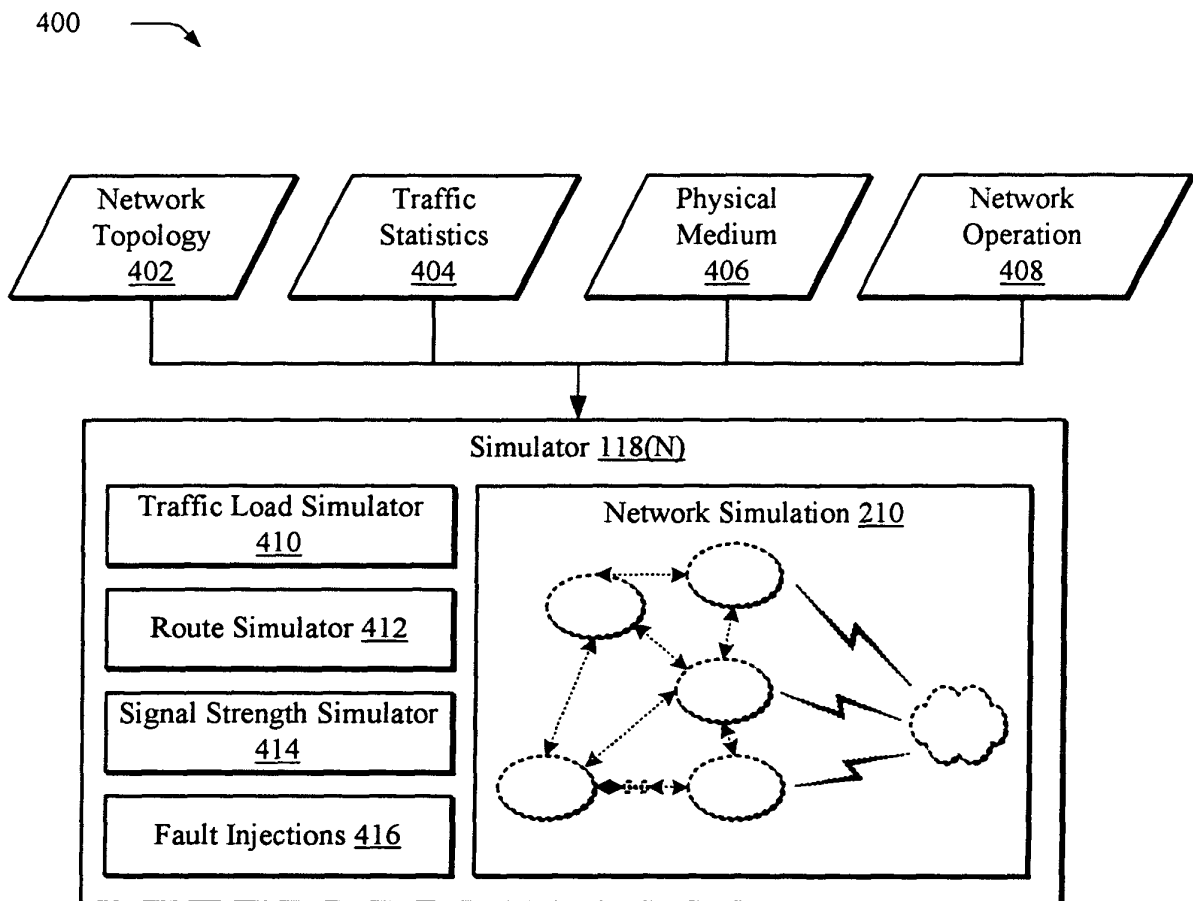 400
Network
Topology
402
Traffic
Statistics
404
Physical
Medium
406
Network
Operation
408
Simulator 118(N)
Traffic Load Simulator
410
Route Simulator 412
Signal Strength Simulator
414
Fault Injections 416
Network Simulation 210